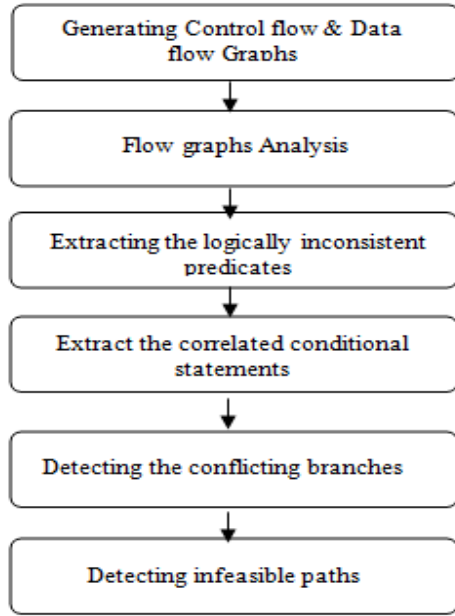 Generating Control flow & Data
flow Graphs
Flow graphs Analysis
Extracting the logically inconsistent
predicates
Extract the correlated conditional
statements
Detecting the conflicting branches
Detecting infeasible paths